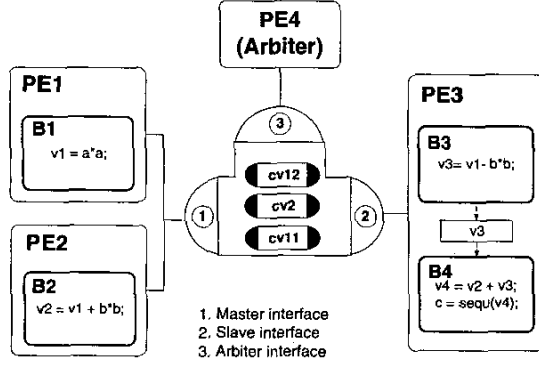 PE4
(Arbiter)
PE1
B1
v1 = a*a;
PE2
B2
v2 = v1 + b*b;
3
cv12
cv2
cv11
1
2
PE3
B3
v3= v1- b*b;
v3
B4
v4 = v2 + v3;
c = sequ(v4);
1. Master interface
2. Slave interface
3. Arbiter interface